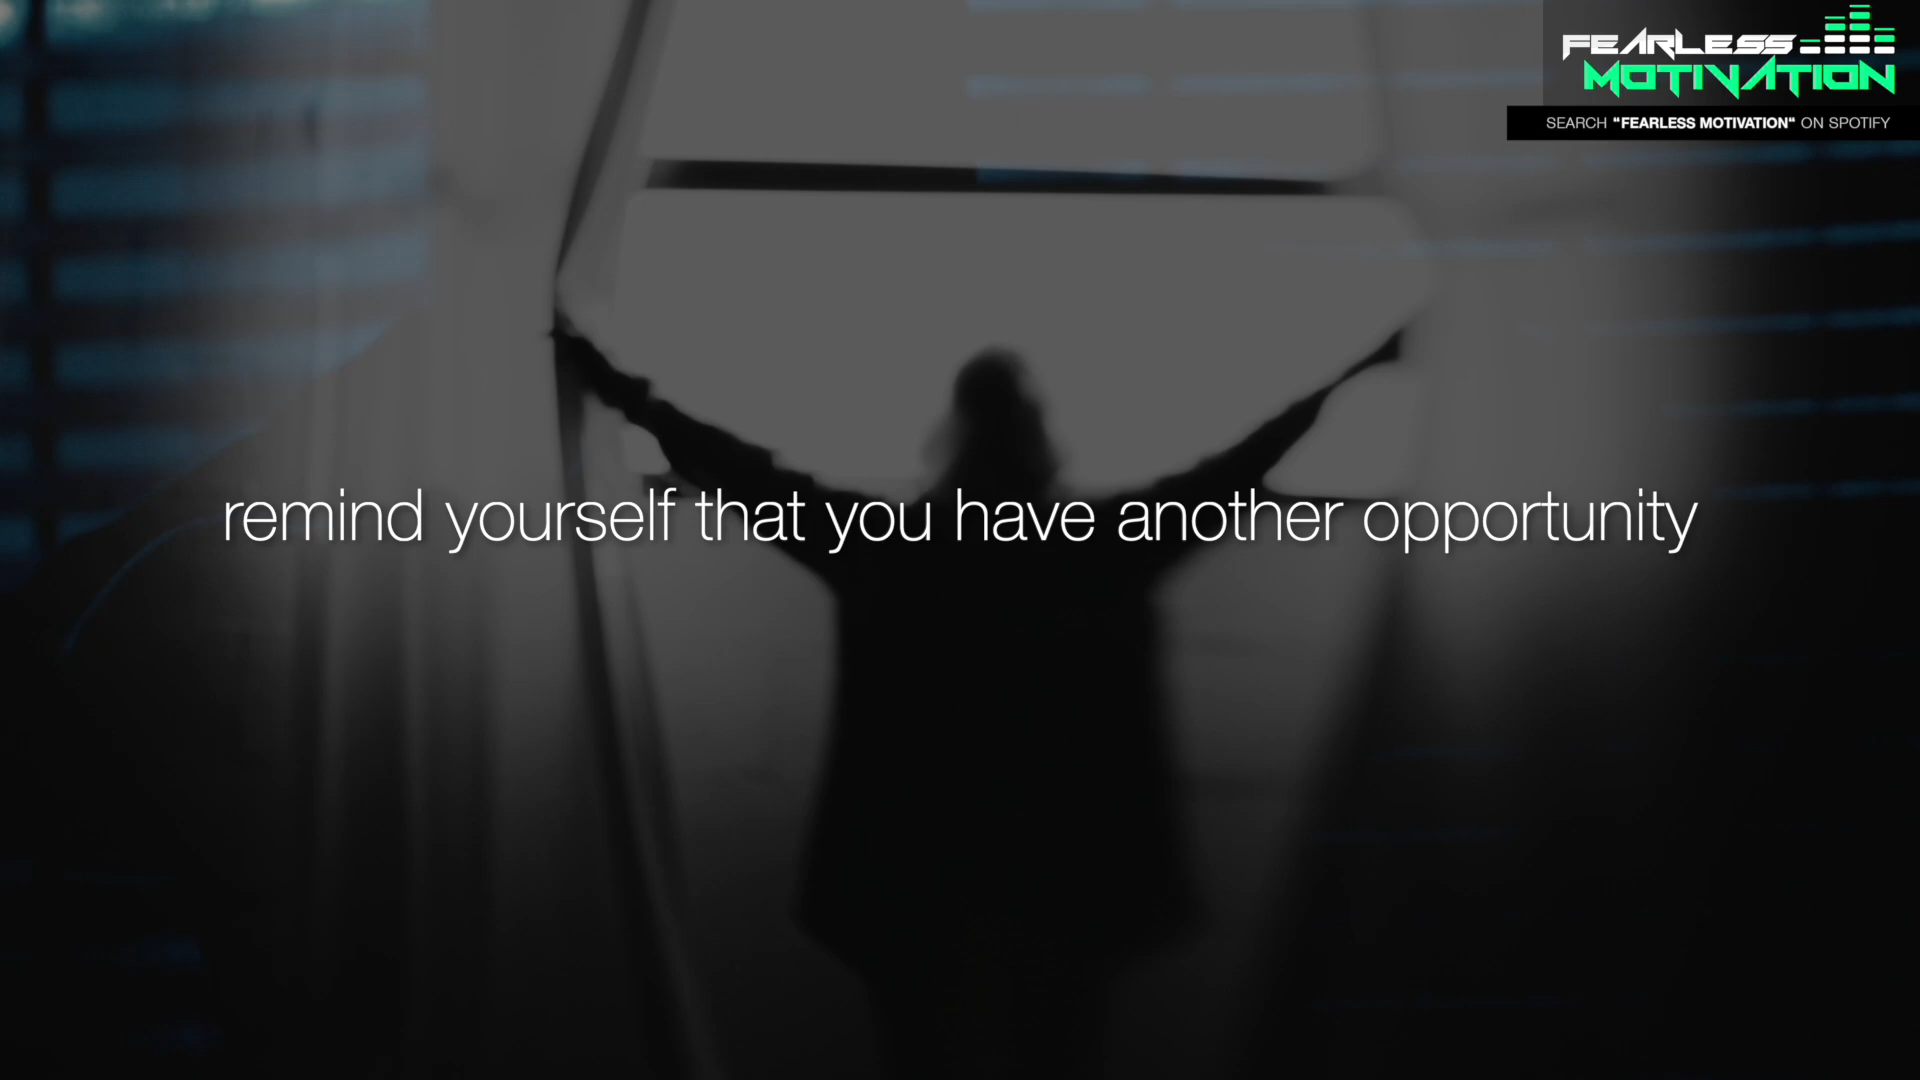 FEARLESS
MOTIVATION
SEARCH "FEARLESS MOTIVATION" ON SPOTIFY
remind yourself that you have another opportunity